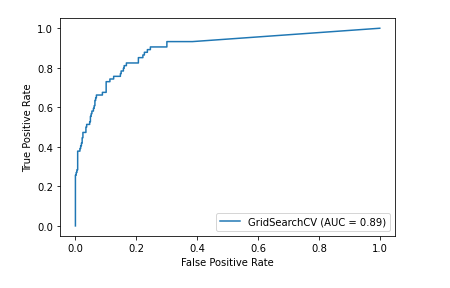 1.0
0.8
0.6
0.4
0.2
0.0
True Positive Rate
GridSearchCV (AUC = 0.89)
0.0 0.2 0.4 0.6 0.8 1.0
False Positive Rate